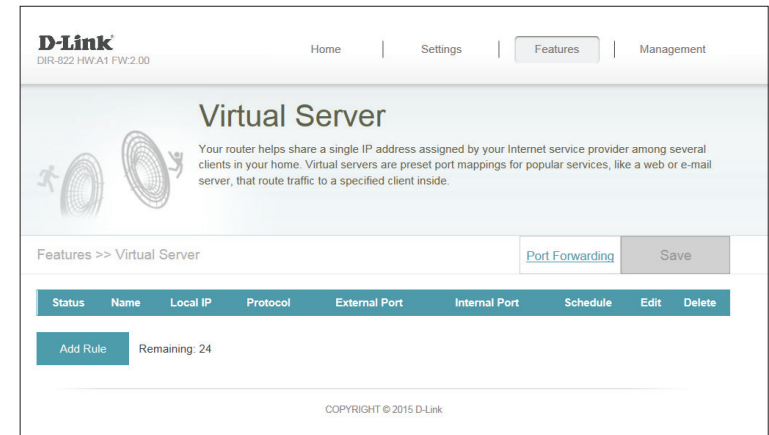 D-Link
DIR-822 HW:A1 FW:2.00
Home | Settings | Features | Management
Virtual Server
Your router helps share a single IP address assigned by your Internet service provider among several
clients in your home. Virtual servers are preset port mappings for popular services, like a web or e-mail
server, that route traffic to a specified client inside.
Features >> Virtual Server
Port Forwarding
Save
Status Name Local IP Protocol External Port Internal Port Schedule Edit Delete
Add Rule
Remaining: 24
COPYRIGHT © 2015 D-Link